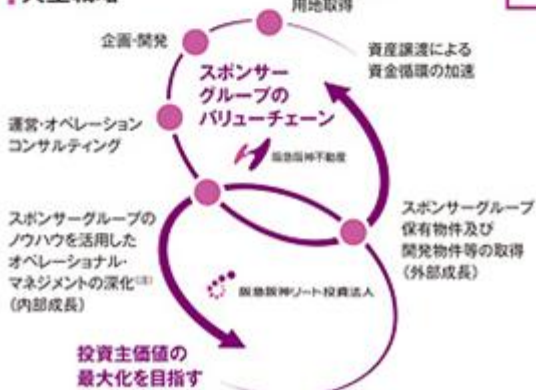 用地取得
企画・開発
資産譲渡による
資金循環の加速
スポンサー
グループの
バリューチェーン
運営・オペレーション
コンサルティング
阪急阪神不動産
スポンサーグループの
ノウハウを活用した
オペレーショナル・
マネジメントの深化(注)
(内部成長)
スポンサーグループ
保有物件及び
開発物件等の取得
(外部成長)
阪急阪神リート投資法人
投資主価値の
最大化を目指す